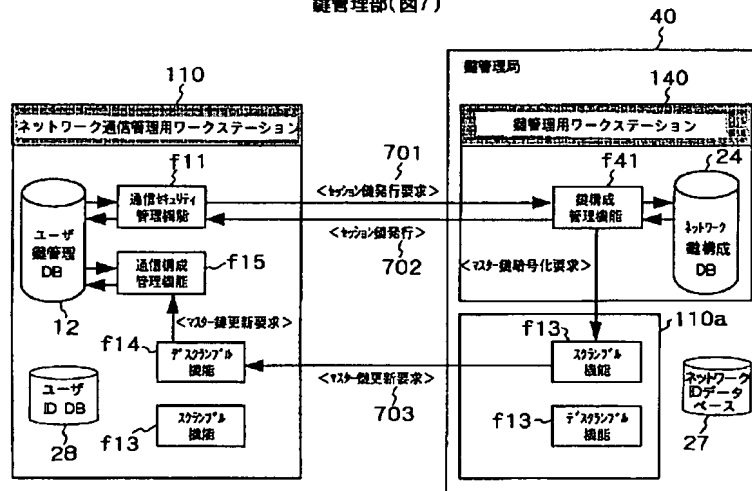 鍵管理部(図7)
40
110
鍵管理局
140
ネットワーク通信管理用ワークステーション
鍵管理用ワークステーション
f11
701
f41
24
<セッション鍵発行要求>
通信セキュリティ
管理機能
鍵構成
管理機能
ユーザ
鍵管理
DB
<セッション鍵発行>
ネットワーク
鍵構成
DB
通信構成
管理機能
f15
702
<マスター鍵暗号化要求>
12
<マスター鍵更新要求>
110a
f14
デスクランブル
機能
f13
スクランブル
機能
ユーザ
ID DB
<マスター鍵更新要求>
ネットワーク
IDデータ
ベース
703
28
f13
スクランブル
機能
f13
デスクランブル
機能
27